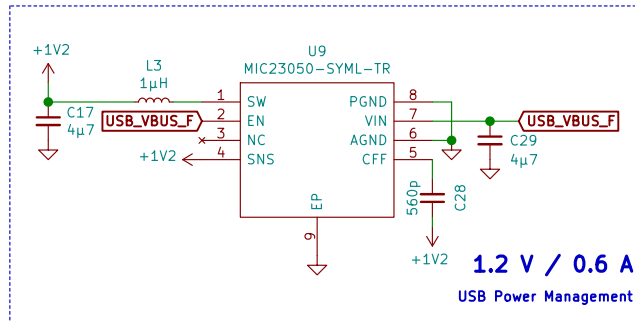 U9
MIC23050-SYML-TR
+1V2
L3
1µH
C17
4µ7
USB_VBUS_F
+1V2
1 SW
2 EN
3 NC
4 SNS
PGND 8
VIN 7
AGND 6
CFF 5
EP
9
USB_VBUS_F
C29
4µ7
560p
C28
+1V2
1.2 V / 0.6 A
USB Power Management